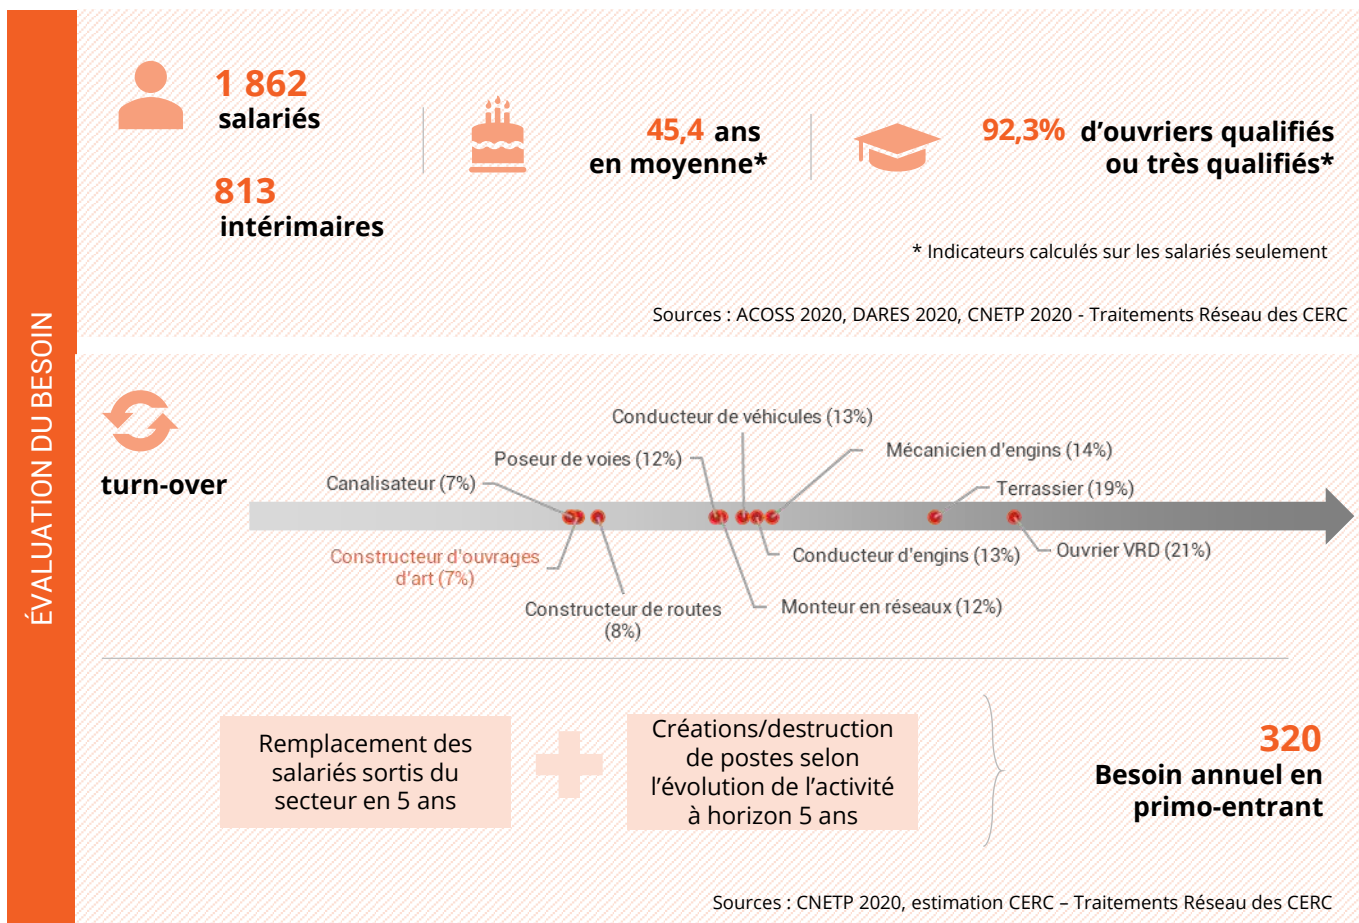 ÉVALUATION DU BESOIN
1 862
salariés
813
intérimaires
45,4 ans
en moyenne*
92,3% d'ouvriers qualifiés
ou très qualifiés*
* Indicateurs calculés sur les salariés seulement
Sources : ACOSS 2020, DARES 2020, CNETP 2020 - Traitements Réseau des CERC
turn-over
Conducteur de véhicules (13%)
Poseur de voies (12%)
Mécanicien d'engins (14%)
Canalisateur (7%)
Terrassier (19%)
Constructeur d'ouvrages
d'art (7%)
Conducteur d'engins (13%)
Ouvrier VRD (21%)
Constructeur de routes
(8%)
Monteur en réseaux (12%)
Remplacement des
salariés sortis du
secteur en 5 ans
Créations/destruction
de postes selon
l'évolution de l'activité
à horizon 5 ans
320
Besoin annuel en
primo-entrant
Sources : CNETP 2020, estimation CERC – Traitements Réseau des CERC